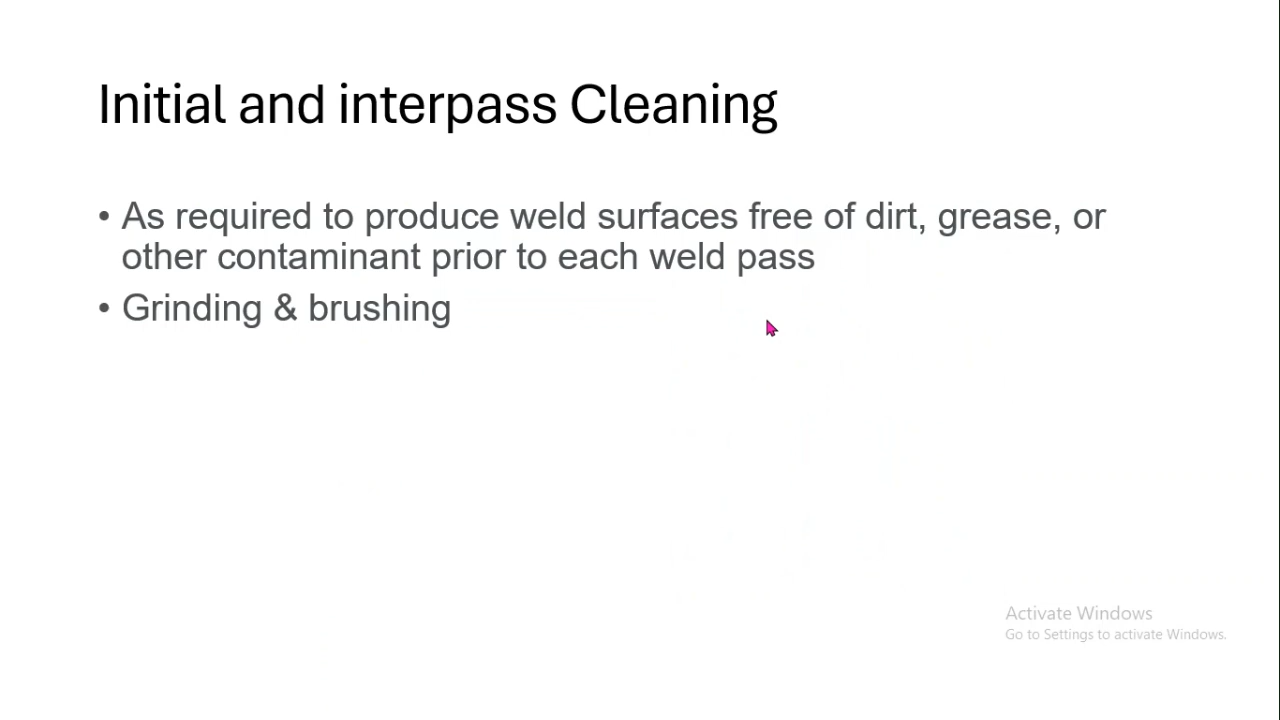 Initial and interpass Cleaning
• As required to produce weld surfaces free of dirt, grease, or
other contaminant prior to each weld pass
• Grinding & brushing
Activate Windows
Go to Settings to activate Windows.